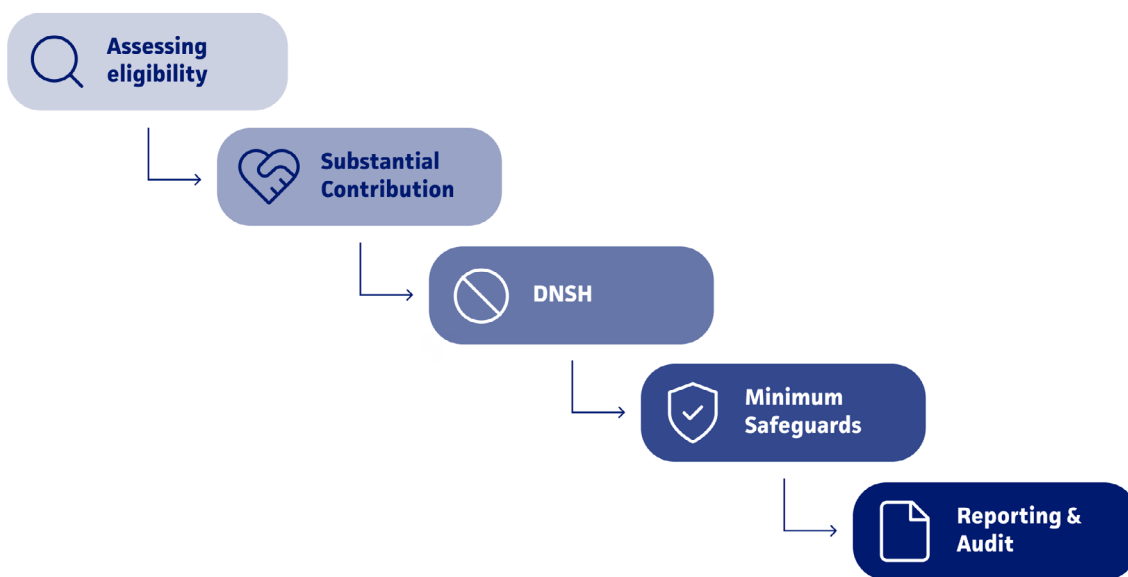 Assessing
eligibility
Substantial
Contribution
DNSH
Minimum
Safeguards
Reporting &
Audit